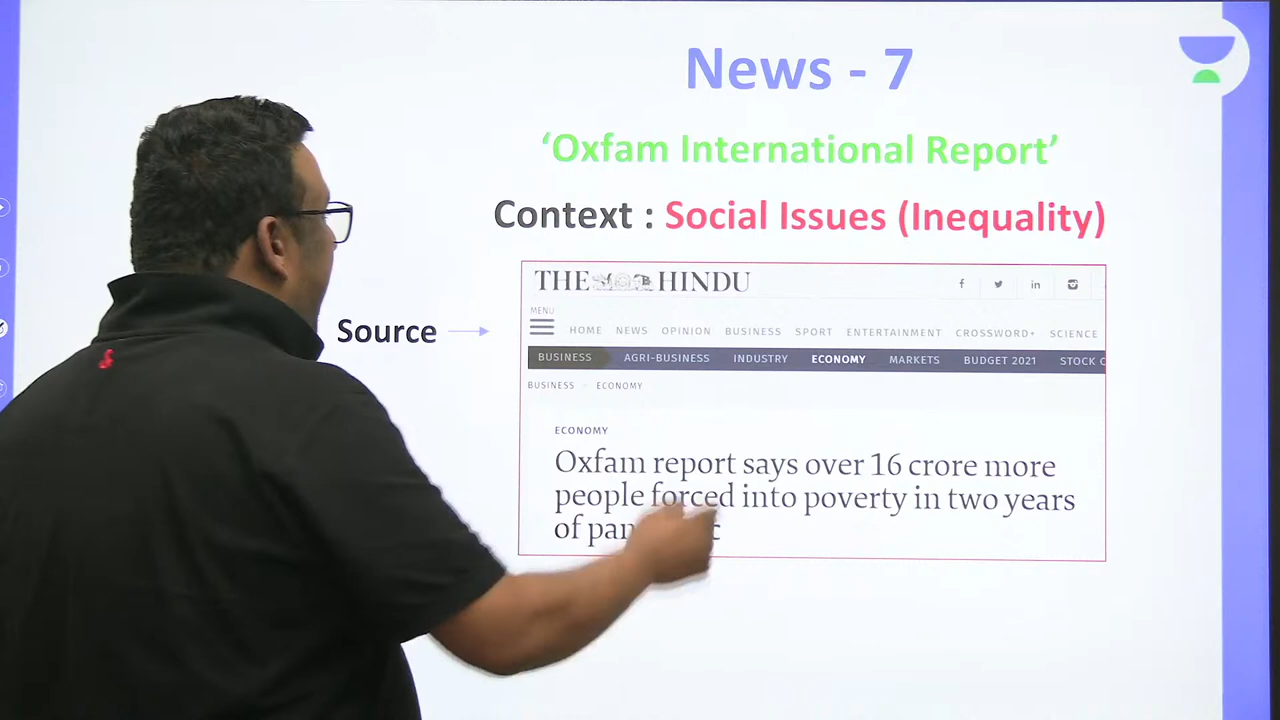 News - 7
‘Oxfam International Report’
Context : Social Issues (Inequality)
Source
THE HINDU
MENU
HOME NEWS OPINION BUSINESS SPORT ENTERTAINMENT CROSSWORD+ SCIENCE
BUSINESS AGRI-BUSINESS INDUSTRY ECONOMY MARKETS BUDGET 2021 STOCK
BUSINESS ECONOMY
ECONOMY
Oxfam report says over 16 crore more
people forced into poverty in two years
of